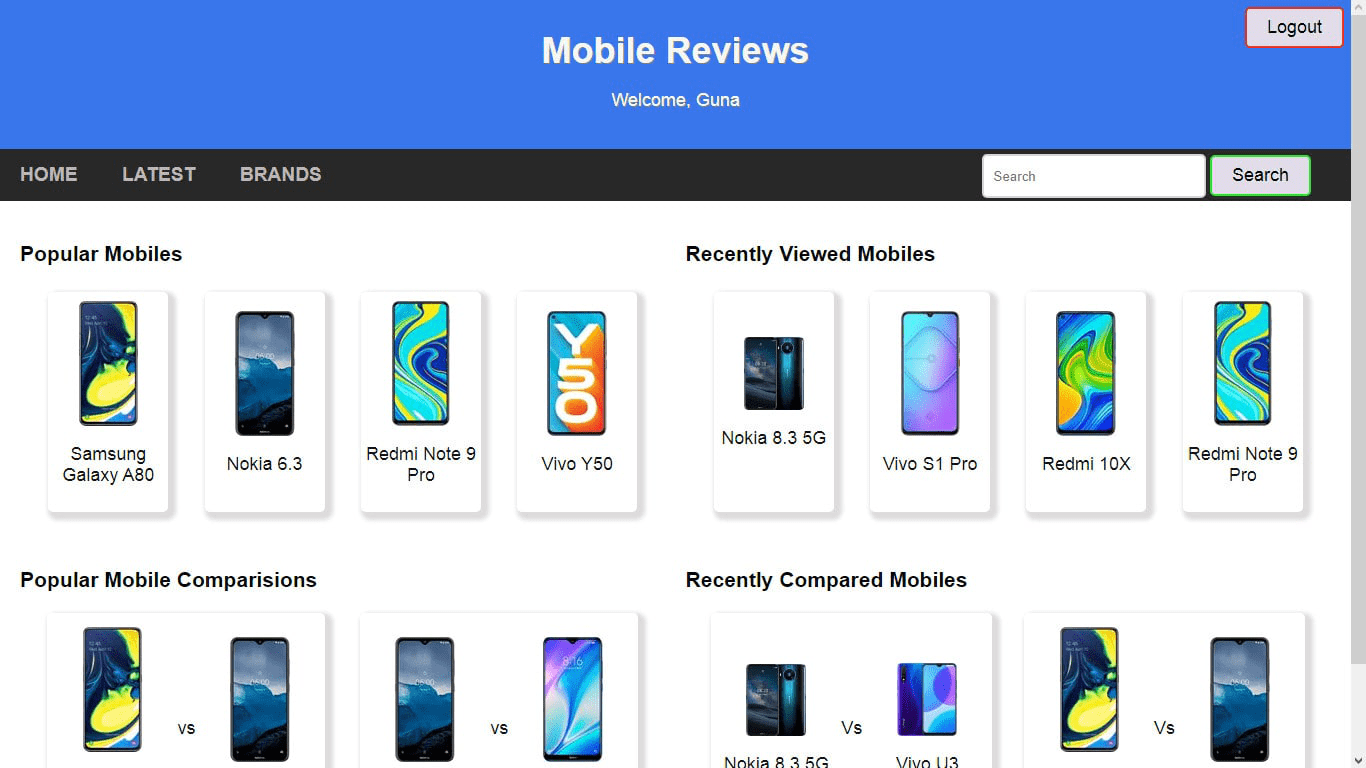 Logout
Mobile Reviews
Welcome, Guna
HOME LATEST BRANDS Search Search
Popular Mobiles
Samsung
Galaxy A80
Nokia 6.3
Redmi Note 9
Pro
Y50
Vivo Y50
Recently Viewed Mobiles
Nokia 8.3 5G
Vivo S1 Pro
Redmi 10X
Redmi Note 9
Pro
Popular Mobile Comparisions
vs
vs
Recently Compared Mobiles
Vs
Nokia 8.3 5G
Vivo U3
Vs